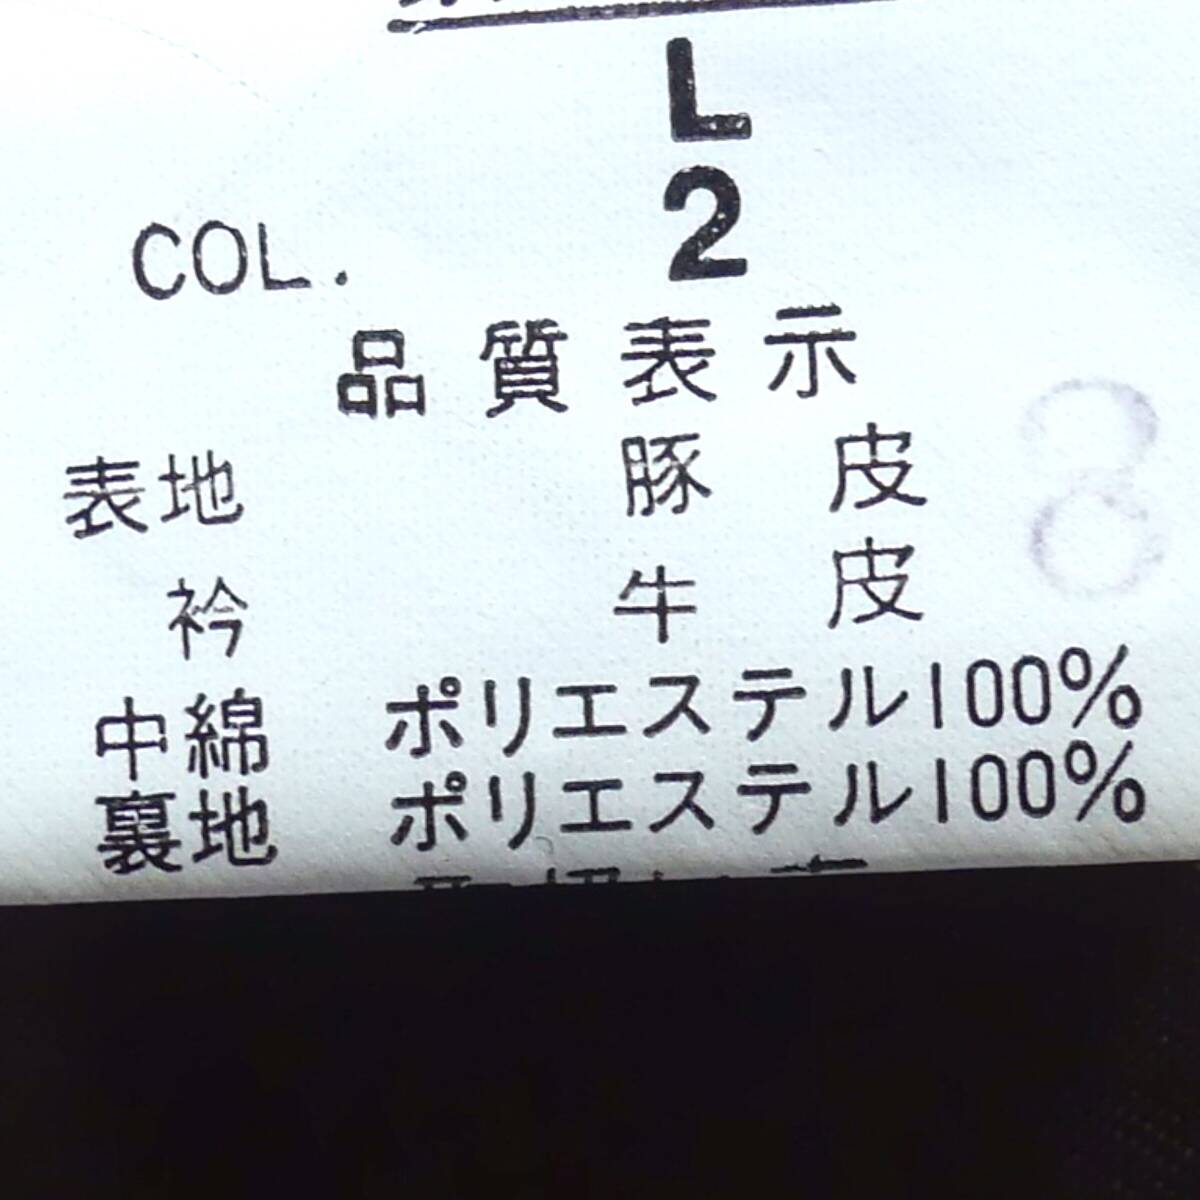 L
COL. 2
品質表示
表地 豚皮
衿 牛皮
8
中綿 ポリエステル100%
裏地 ポリエステル100%